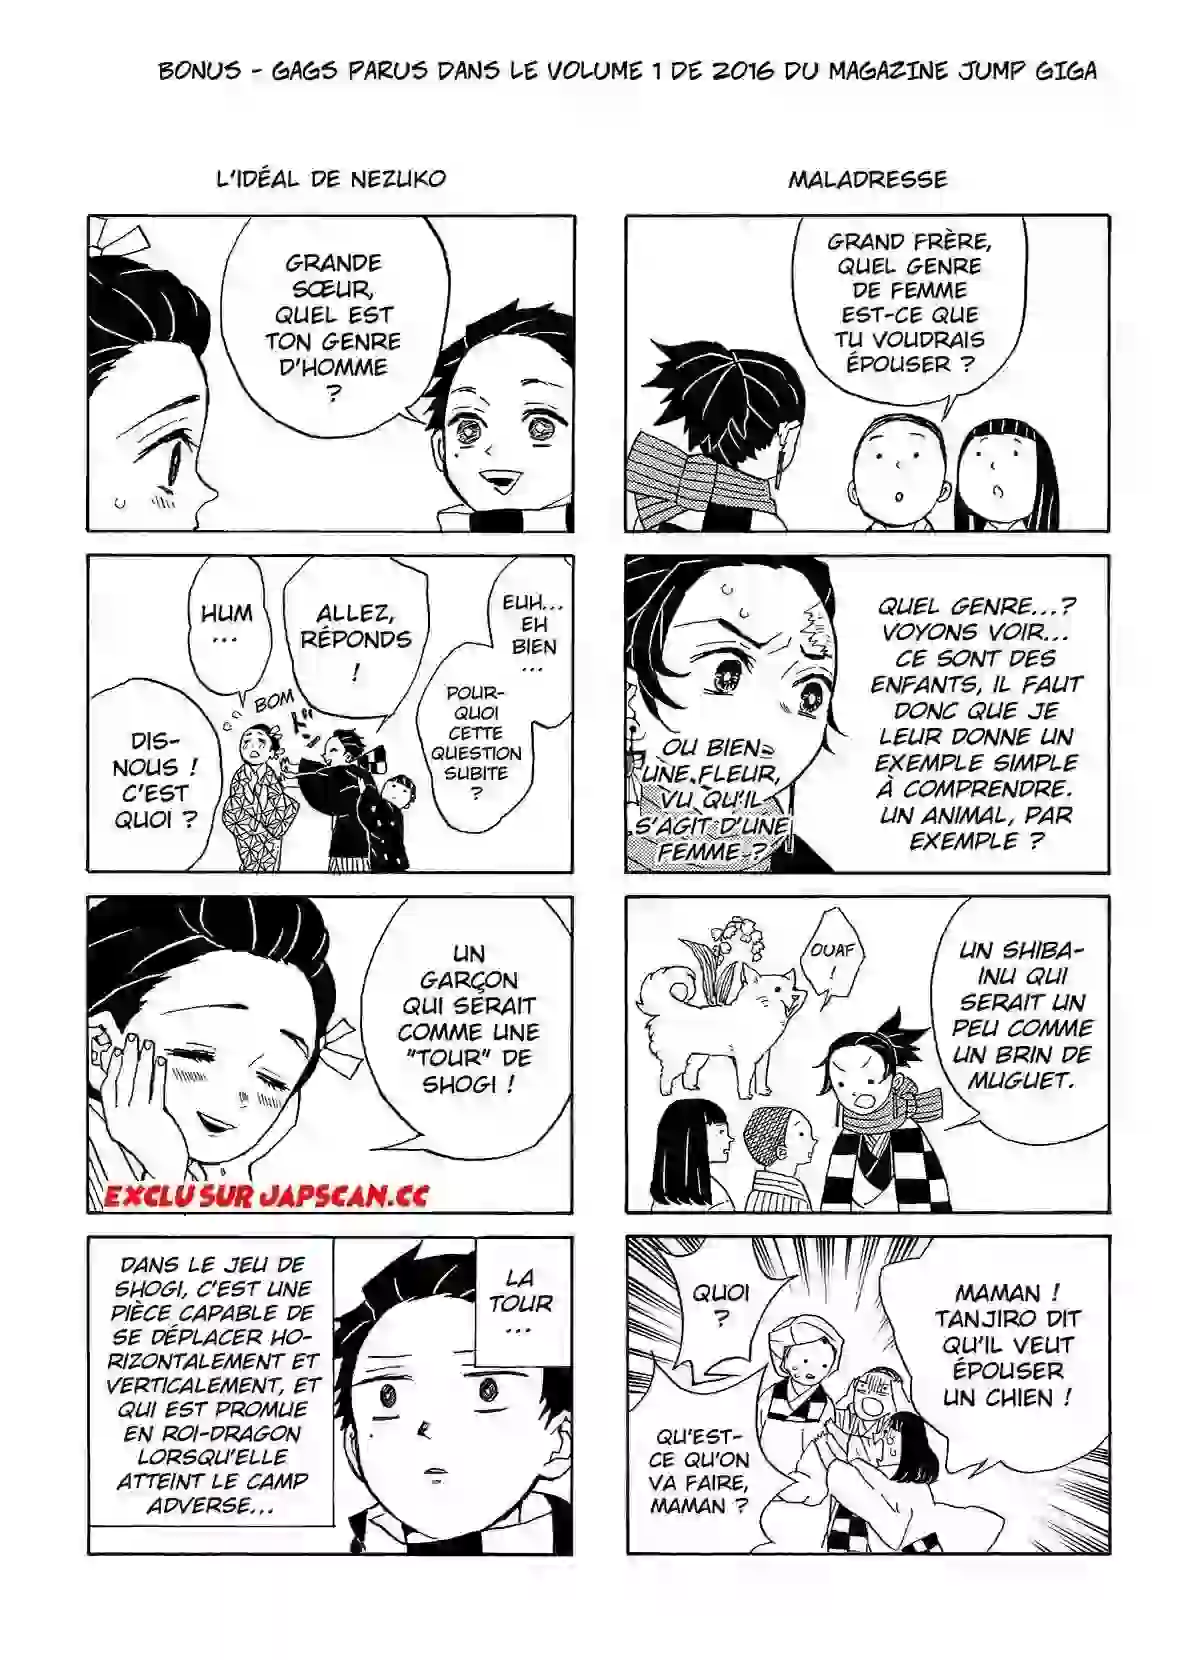 BONUS - GAGS PARUS DANS LE VOLUME 1 DE 2016 DU MAGAZINE JUMP GIGA
MALADRESSE
GRAND FRÈRE,
QUEL GENRE
DE FEMME
EST-CE QUE
TU VOUDRAIS
ÉPOUSER ?
QUEL GENRE...?
VOYONS VOIR...
CE SONT DES
ENFANTS, IL FAUT
DONC QUE JE
LEUR DONNE UN
EXEMPLE SIMPLE
À COMPRENDRE.
UN ANIMAL, PAR
EXEMPLE ?
OU BIEN
UNE FLEUR,
VU QU'IL
S'AGIT D'UNE
FEMME ?
UN SHIBA-
INU QUI
SERAIT UN
PEU COMME
UN BRIN DE
MUGUET.
OUAF
!
MAMAN !
TANJIRO DIT
QU'IL VEUT
ÉPOUSER
UN CHIEN !
QUOI
?
QU'EST-
CE QU'ON
VA FAIRE,
MAMAN ?
L'IDÉAL DE NEZUKO
GRANDE
SŒUR,
QUEL EST
TON GENRE
D'HOMME
?
EUH...
EH
BIEN
...
POUR-
QUOI
CETTE
QUESTION
SUBITE
?
ALLEZ,
RÉPONDS
!
HUM
...
BOM
ドン
DIS-
NOUS !
C'EST
QUOI ?
UN
GARÇON
QUI SERAIT
COMME UNE
"TOUR" DE
SHOGI !
EXCLU SUR JAPSCAN.CC
LA
TOUR
...
DANS LE JEU DE
SHOGI, C'EST UNE
PIÈCE CAPABLE DE
SE DÉPLACER HO-
RIZONTALEMENT ET
VERTICALEMENT, ET
QUI EST PROMUE
EN ROI-DRAGON
LORSQU'ELLE
ATTEINT LE CAMP
ADVERSE...